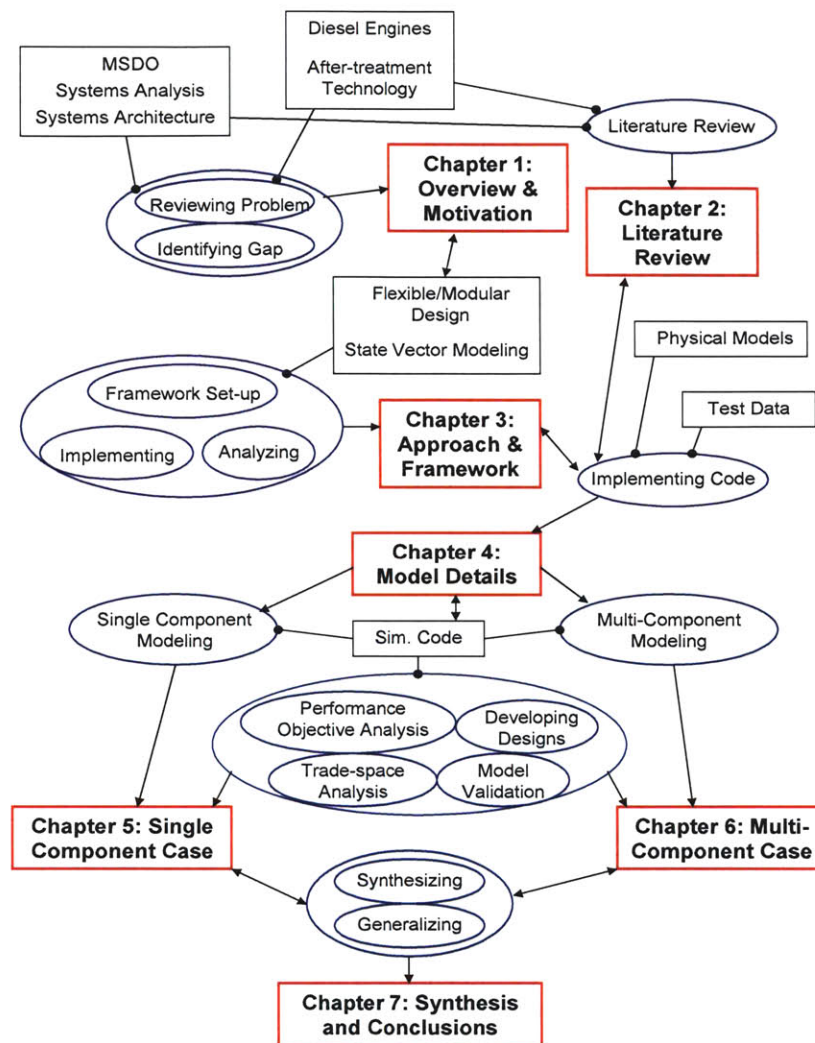 Diesel Engines
After-treatment
Technology
MSDO
Systems Analysis
Systems Architecture
Literature Review
Chapter 1:
Overview &
Motivation
Reviewing Problem
Identifying Gap
Chapter 2:
Literature
Review
Flexible/Modular
Design
State Vector Modeling
Physical Models
Test Data
Framework Set-up
Implementing
Analyzing
Chapter 3:
Approach &
Framework
Implementing Code
Chapter 4:
Model Details
Single Component
Modeling
Sim. Code
Multi-Component
Modeling
Performance
Objective Analysis
Developing
Designs
Trade-space
Analysis
Model
Validation
Chapter 5: Single
Component Case
Chapter 6: Multi-
Component Case
Synthesizing
Generalizing
Chapter 7: Synthesis
and Conclusions